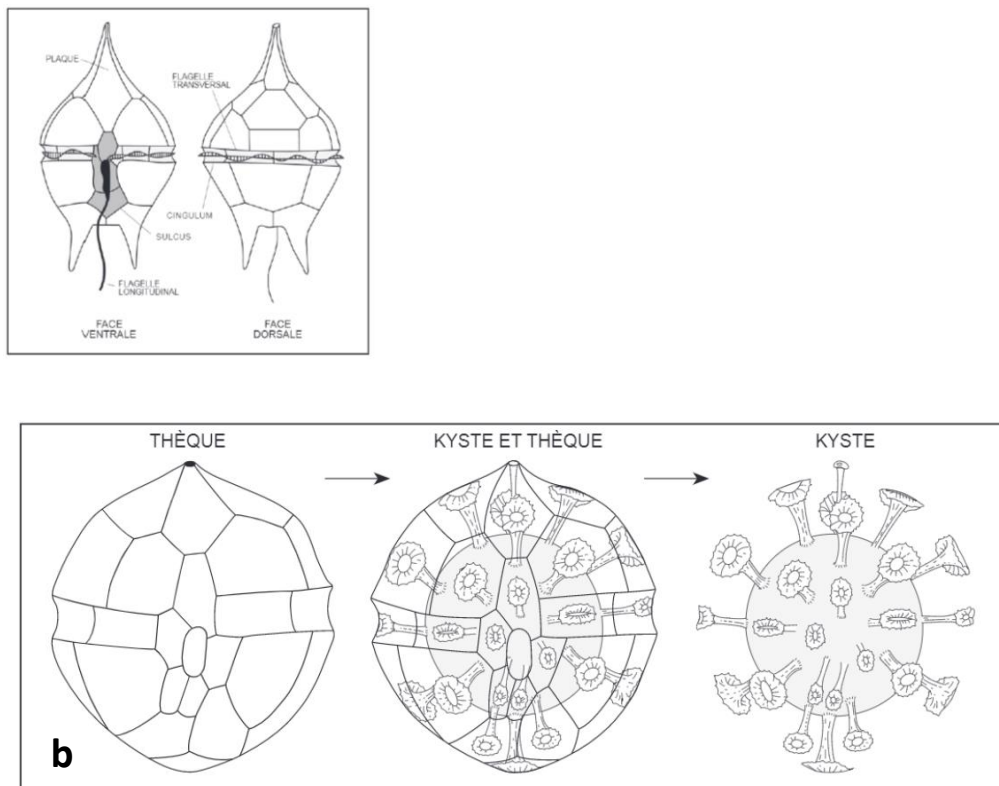 PLAQUE
FLAGELLE
TRANSVERSAL
CINGULUM
SULCUS
FLAGELLE
LONGITUDINAL
FACE
VENTRALE
FACE
DORSALE
THÈQUE
KYSTE ET THÈQUE
KYSTE
b